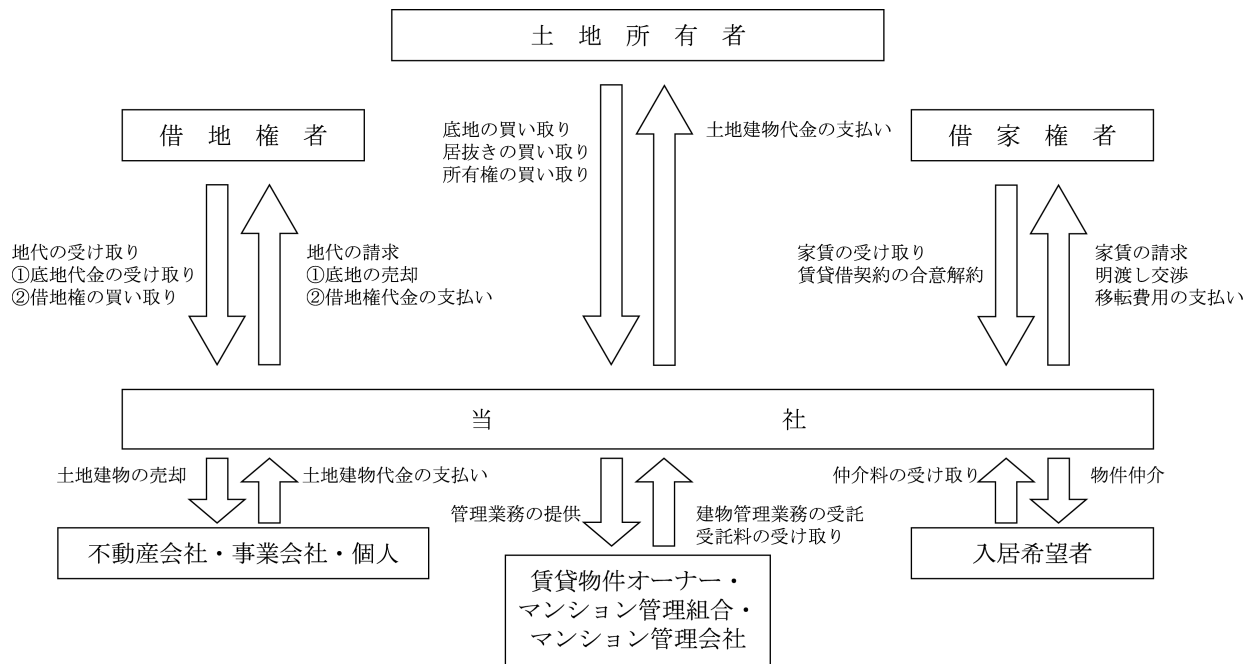 土地所有者
借地権者
底地の買い取り
居抜きの買い取り
所有権の買い取り
土地建物代金の支払い
借家権者
地代の受け取り
①底地代金の受け取り
②借地権の買い取り
地代の請求
①底地の売却
②借地権代金の支払い
家賃の受け取り
賃貸借契約の合意解約
家賃の請求
明渡し交渉
移転費用の支払い
当社
土地建物の売却
土地建物代金の支払い
管理業務の提供
建物管理業務の受託
受託料の受け取り
仲介料の受け取り
物件仲介
不動産会社・事業会社・個人
賃貸物件オーナー・
マンション管理組合・
マンション管理会社
入居希望者